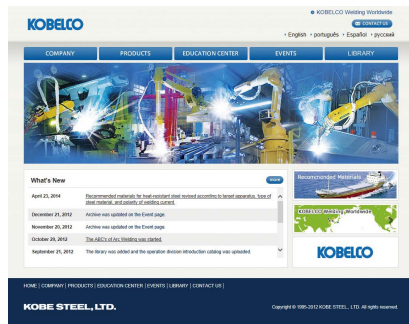 KOBELCO Welding Worldwide
KOBELCO
CONTACT US
English português Español русский
COMPANY PRODUCTS EDUCATION CENTER EVENTS LIBRARY
What's New
more
April 23, 2014 Recommended materials for heat-resistant steel revised according to target apparatus, type of
steel material, and polarity of welding current.
December 21, 2012 Archive was updated on the Event page.
November 20, 2012 Archive was updated on the Event page.
October 20, 2012 The ABC's of Arc Welding was started.
September 21, 2012 The library was added and the operation division introduction catalog was uploaded.
Recommended Materials
KOBELCO Welding Worldwide
KOBELCO
HOME | COMPANY | PRODUCTS | EDUCATION CENTER | EVENTS | LIBRARY | CONTACT US |
KOBE STEEL, LTD.
Copyright © 1995-2012 KOBE STEEL, LTD. All rights reserved.